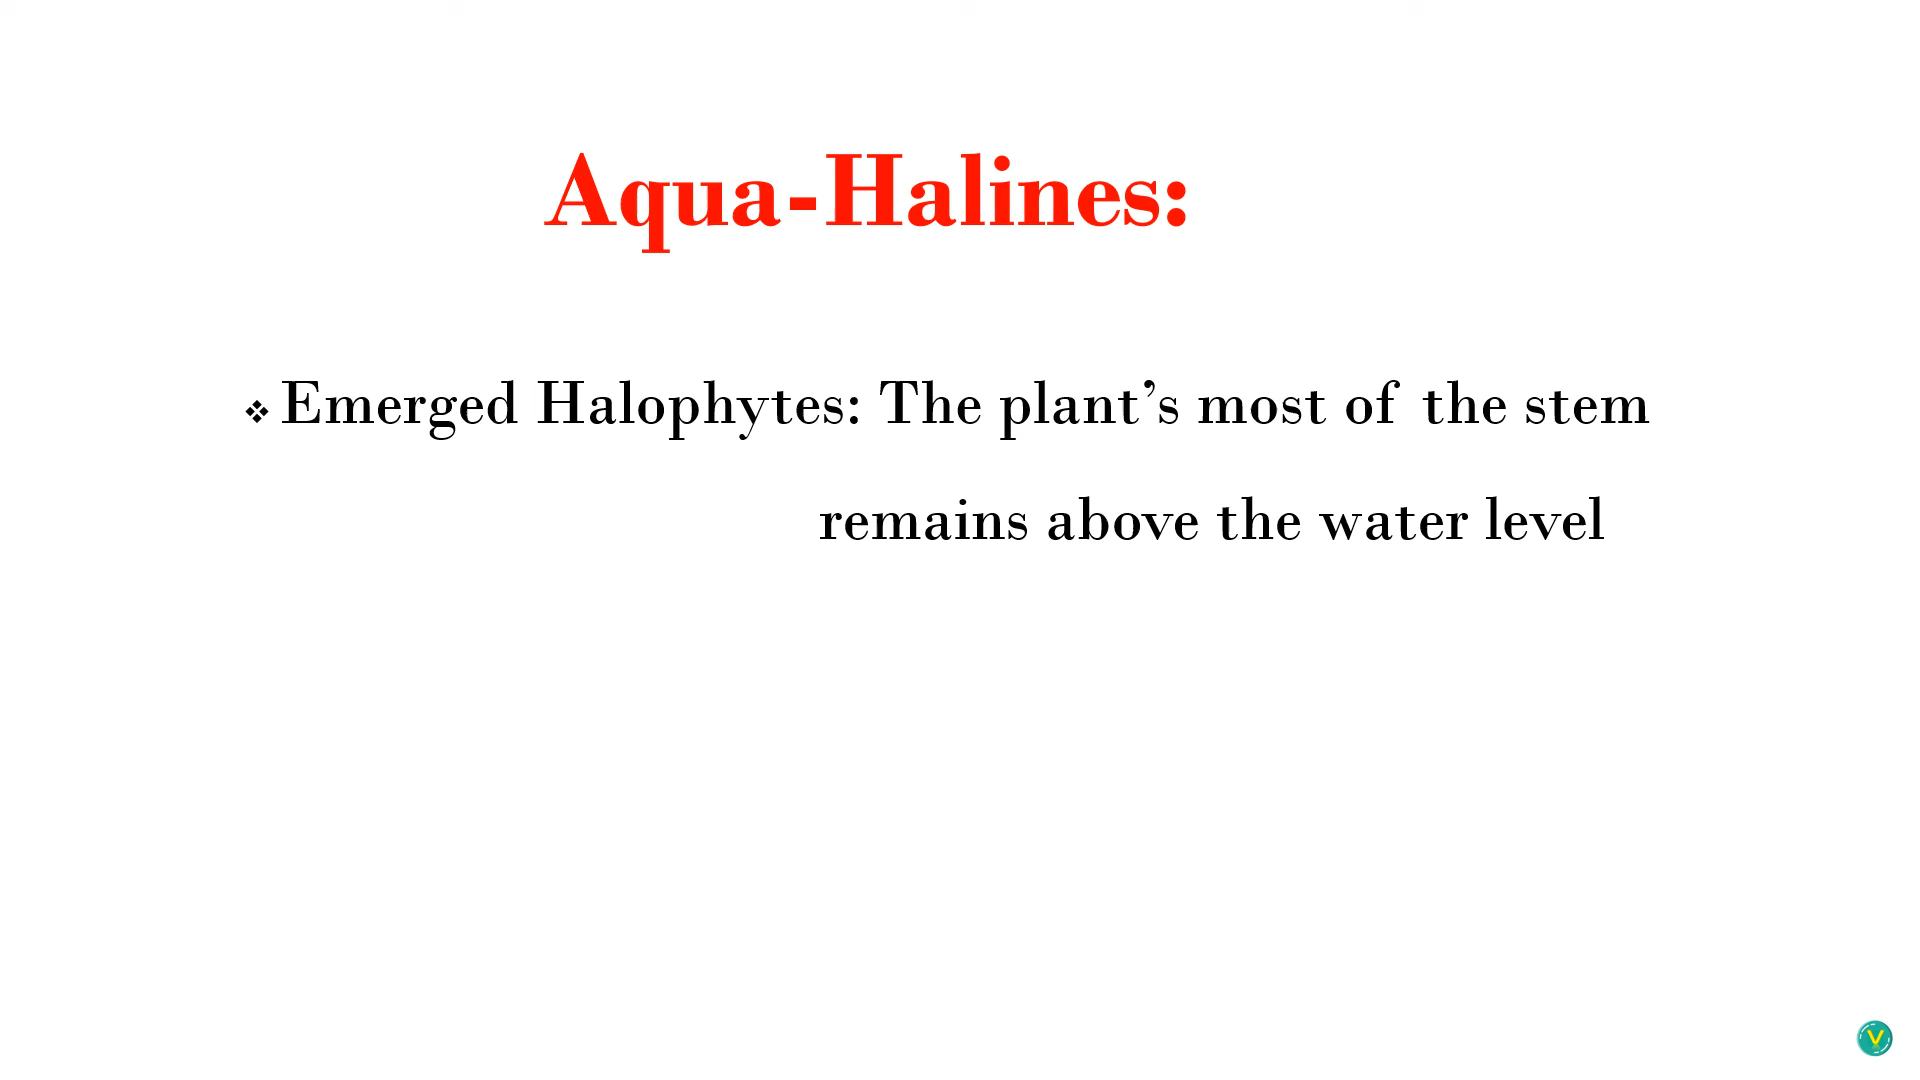 Aqua-Halines:
❖ Emerged Halophytes: The plant’s most of the stem
remains above the water level
V